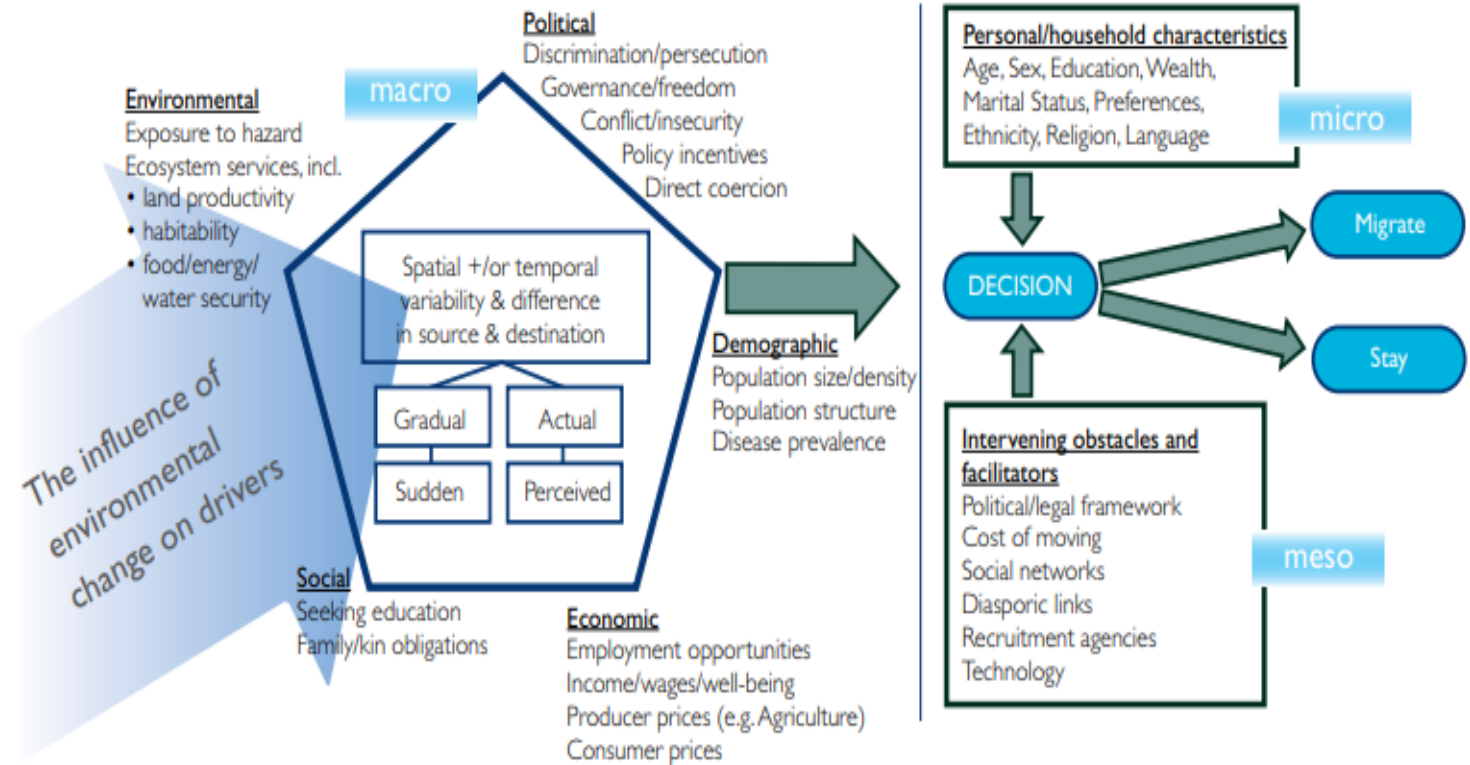 Political
Discrimination/persecution
Governance/freedom
Conflict/insecurity
Policy incentives
Direct coercion
macro
Environmental
Exposure to hazard
Ecosystem services, incl.
• land productivity
• habitability
• food/energy/
water security
Spatial +/or temporal
variability & difference
in source & destination
Gradual
Actual
Sudden
Perceived
The influence of
environmental
change on drivers
Demographic
Population size/density
Population structure
Disease prevalence
Social
Seeking education
Family/kin obligations
Economic
Employment opportunities
Income/wages/well-being
Producer prices (e.g. Agriculture)
Consumer prices
Personal/household characteristics
Age, Sex, Education, Wealth,
Marital Status, Preferences,
Ethnicity, Religion, Language
micro
DECISION
Migrate
Stay
Intervening obstacles and
facilitators
Political/legal framework
Cost of moving
Social networks
Diasporic links
Recruitment agencies
Technology
meso